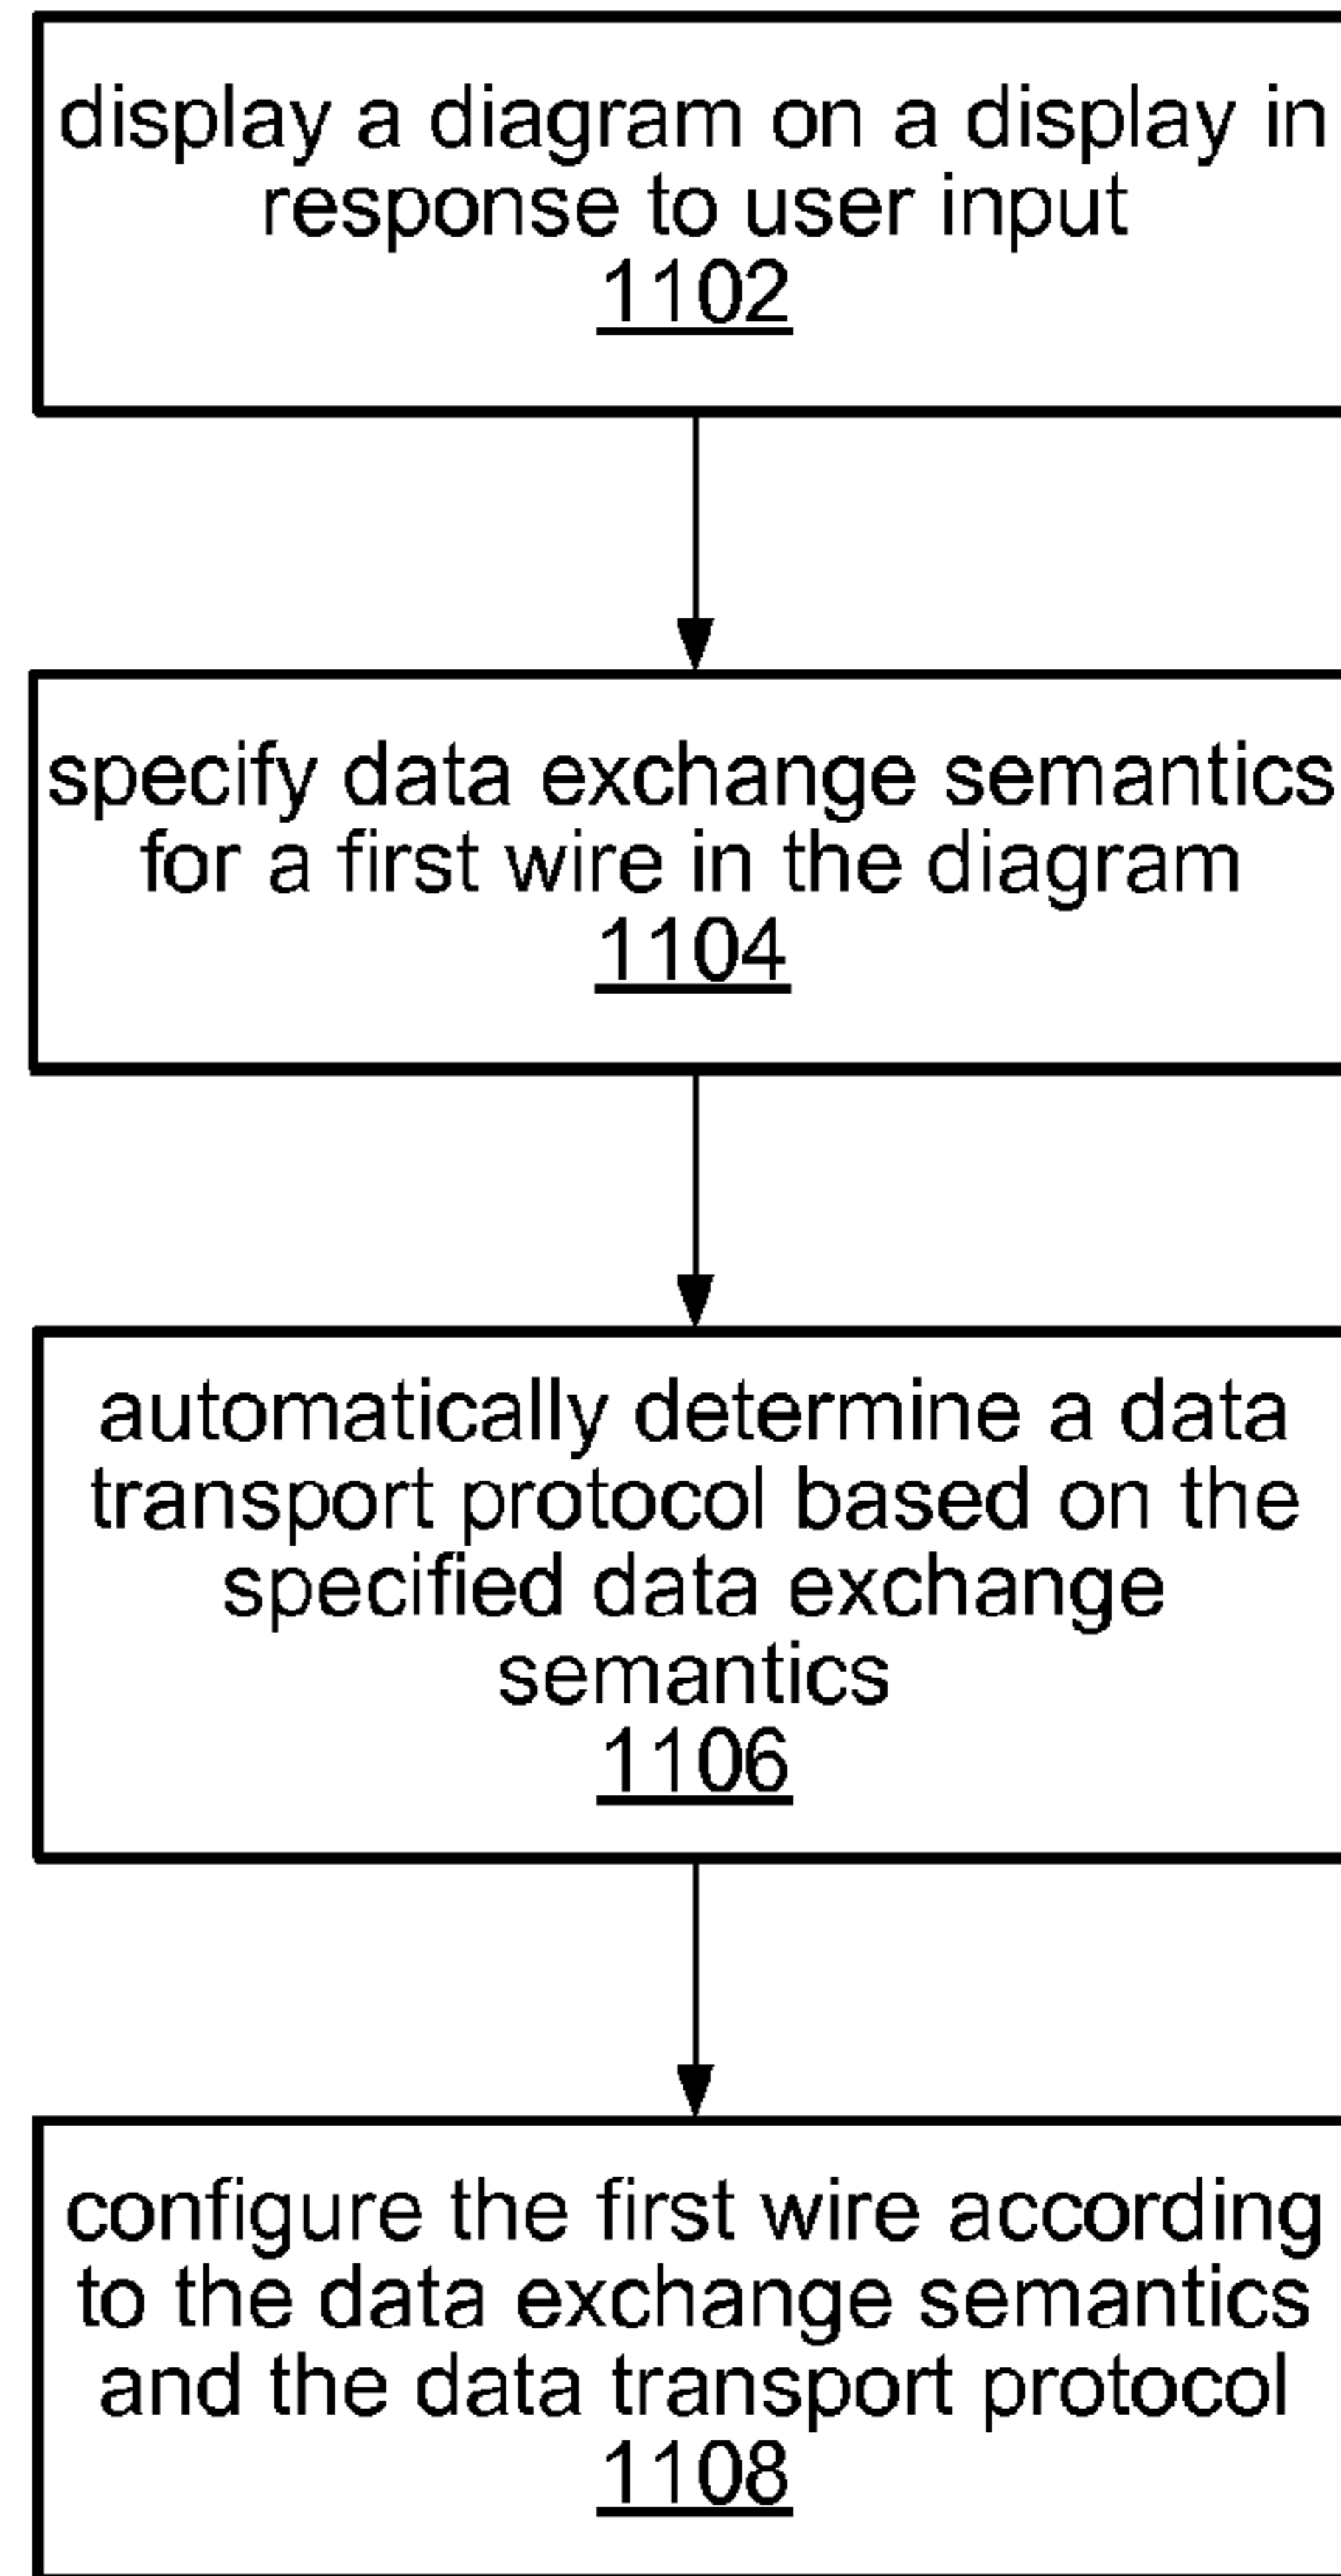 display a diagram on a display in
response to user input
1102
specify data exchange semantics
for a first wire in the diagram
1104
automatically determine a data
transport protocol based on the
specified data exchange
semantics
1106
configure the first wire according
to the data exchange semantics
and the data transport protocol
1108